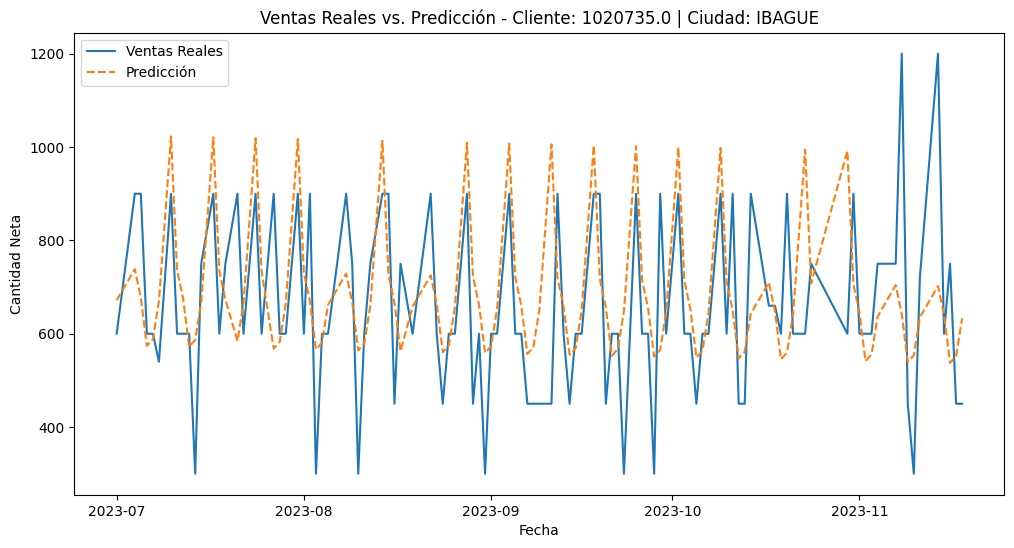 Ventas Reales vs. Predicción - Cliente: 1020735.0 | Ciudad: IBAGUE
Ventas Reales
Predicción
Cantidad Neta
1200
1000
800
600
400
2023-07
2023-08
2023-09
2023-10
2023-11
Fecha